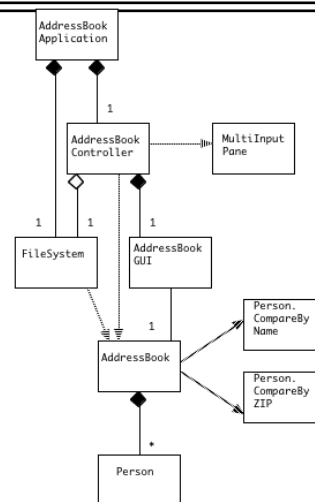 AddressBook
Application
1
AddressBook
Controller
MultiInput
Pane
1
1
1
FileSystem
AddressBook
GUI
1
Person.
CompareBy
Name
AddressBook
Person.
CompareBy
ZIP
*
Person